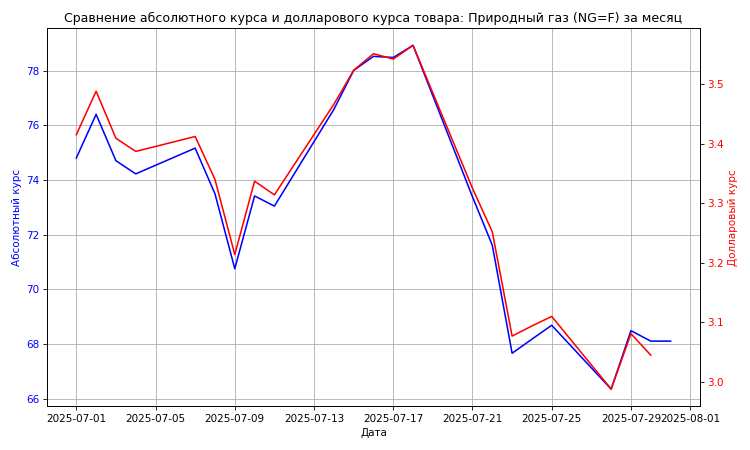 Сравнение абсолютного курса и долларового курса товара: Природный газ (NG=F) за месяц
Абсолютный курс
78
76
74
72
70
68
66
3.5
3.4
3.3
3.2
3.1
3.0
Долларовый курс
2025-07-01 2025-07-05 2025-07-09 2025-07-13 2025-07-17 2025-07-21 2025-07-25 2025-07-29 2025-08-01
Дата